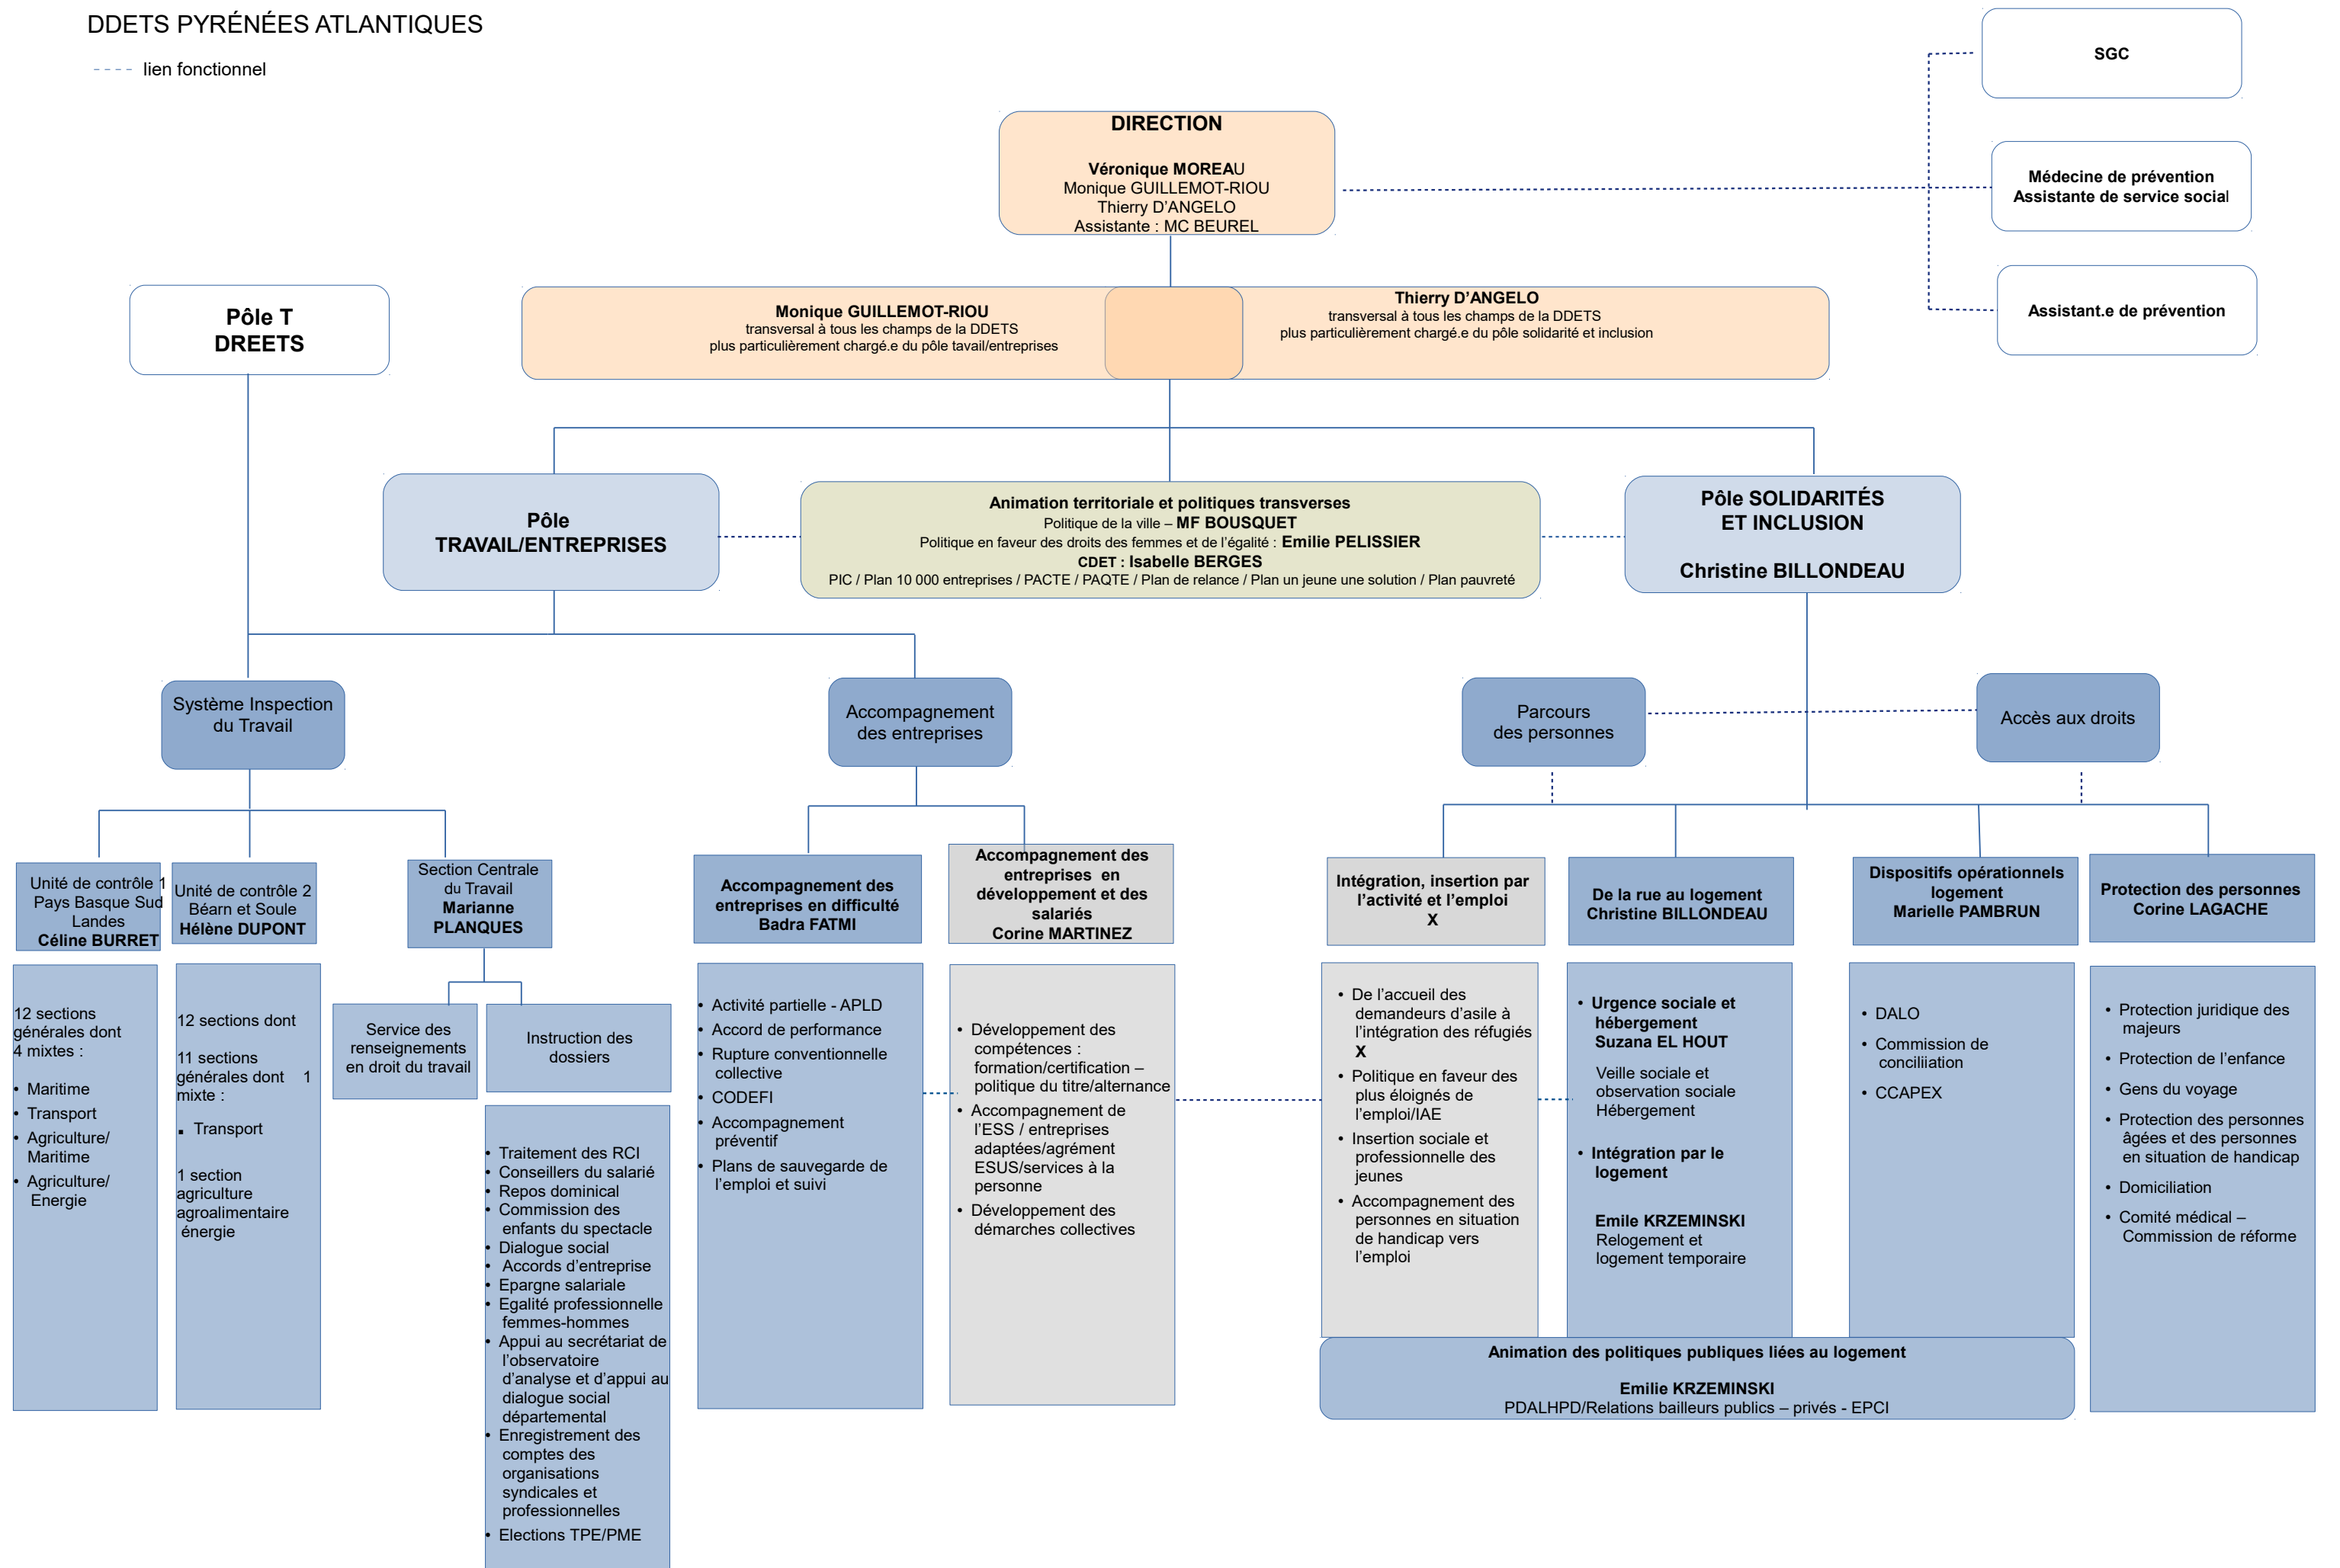 DDETS PYRÉNÉES ATLANTIQUES
lien fonctionnel
SGC
Médecine de prévention
Assistante de service social
Assistant.e de prévention
DIRECTION
Véronique MOREAU
Monique GUILLEMOT-RIOU
Thierry D’ANGELO
Assistante : MC BEUREL
Pôle T
DREETS
Monique GUILLEMOT-RIOU
transversal à tous les champs de la DDETS
plus particulièrement chargé.e du pôle tavail/entreprises
Thierry D’ANGELO
transversal à tous les champs de la DDETS
plus particulièrement chargé.e du pôle solidarité et inclusion
Pôle
TRAVAIL/ENTREPRISES
Animation territoriale et politiques transverses
Politique de la ville – MF BOUSQUET
Politique en faveur des droits des femmes et de l’égalité : Emilie PELISSIER
CDET : Isabelle BERGES
PIC / Plan 10 000 entreprises / PACTE / PAQTE / Plan de relance / Plan un jeune une solution / Plan pauvreté
Pôle SOLIDARITÉS
ET INCLUSION
Christine BILLONDEAU
Système Inspection
du Travail
Accompagnement
des entreprises
Parcours
des personnes
Accès aux droits
Unité de contrôle 1
Pays Basque Sud
Landes
Céline BURRET
Unité de contrôle 2
Béarn et Soule
Hélène DUPONT
Section Centrale
du Travail
Marianne
PLANQUES
Accompagnement des
entreprises en difficulté
Badra FATMI
Accompagnement des
entreprises en
développement et des
salariés
Corine MARTINEZ
Intégration, insertion par
l’activité et l’emploi
X
De la rue au logement
Christine BILLONDEAU
Dispositifs opérationnels
logement
Marielle PAMBRUN
Protection des personnes
Corine LAGACHE
12 sections
générales dont
4 mixtes :
• Maritime
• Transport
• Agriculture/
Maritime
• Agriculture/
Energie
12 sections dont
11 sections
générales dont 1
mixte :
▪ Transport
1 section
agriculture
agroalimentaire
énergie
Service des
renseignements
en droit du travail
Instruction des
dossiers
• Traitement des RCI
• Conseillers du salarié
• Repos dominical
• Commission des
enfants du spectacle
• Dialogue social
• Accords d’entreprise
• Epargne salariale
• Egalité professionnelle
femmes-hommes
• Appui au secrétariat de
l’observatoire
d’analyse et d’appui au
dialogue social
départemental
• Enregistrement des
comptes des
organisations
syndicales et
professionnelles
• Elections TPE/PME
• Activité partielle - APLD
• Accord de performance
• Rupture conventionnelle
collective
• CODEFI
• Accompagnement
préventif
• Plans de sauvegarde de
l’emploi et suivi
• Développement des
compétences :
formation/certification –
politique du titre/alternance
• Accompagnement de
l’ESS / entreprises
adaptées/agrément
ESUS/services à la
personne
• Développement des
démarches collectives
• De l’accueil des
demandeurs d’asile à
l’intégration des réfugiés
X
• Politique en faveur des
plus éloignés de
l’emploi/IAE
• Insertion sociale et
professionnelle des
jeunes
• Accompagnement des
personnes en situation
de handicap vers
l’emploi
• Urgence sociale et
hébergement
Suzana EL HOUT
Veille sociale et
observation sociale
Hébergement
• Intégration par le
logement
Emile KRZEMINSKI
Relogement et
logement temporaire
• DALO
• Commission de
conciliiation
• CCAPEX
• Protection juridique des
majeurs
• Protection de l’enfance
• Gens du voyage
• Protection des personnes
âgées et des personnes
en situation de handicap
• Domiciliation
• Comité médical –
Commission de réforme
Animation des politiques publiques liées au logement
Emilie KRZEMINSKI
PDALHPD/Relations bailleurs publics – privés - EPCI